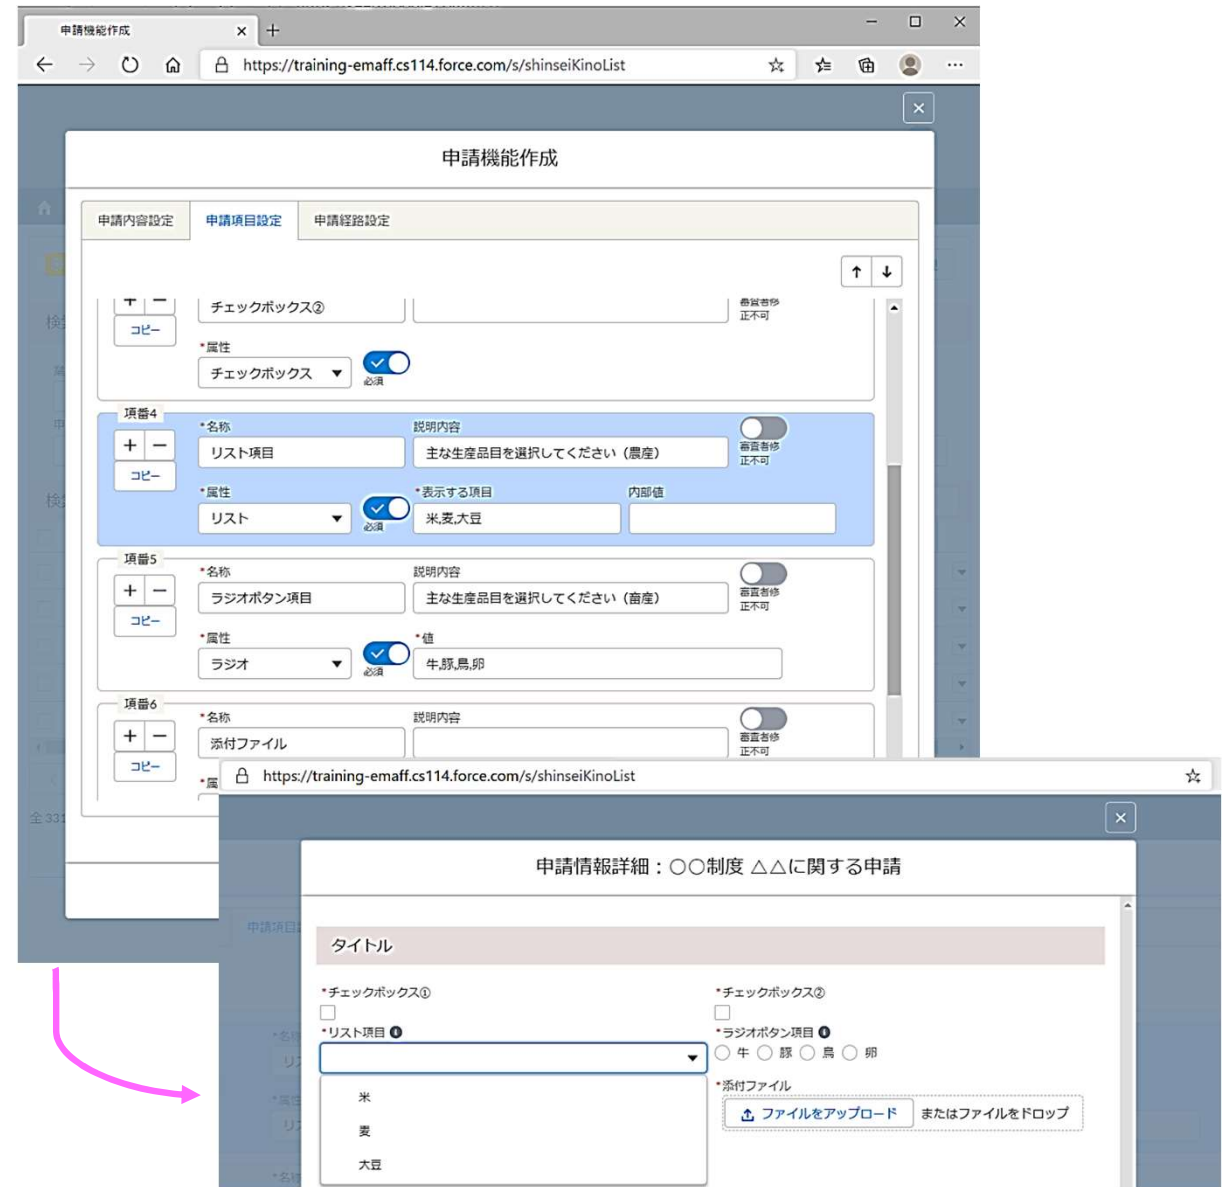 申請機能作成
https://training-emaff.cs114.force.com/s/shinseiKinoList
申請機能作成
申請内容設定 申請項目設定 申請経路設定
チェックボックス②
審査者修
正不可
コピー
*属性
チェックボックス
必須
項番4
*名称 説明内容
リスト項目 主な生産品目を選択してください（農産）
審査者修
正不可
コピー
*属性 *表示する項目 内部値
リスト 必須 米,麦,大豆
項番5
*名称 説明内容
ラジオボタン項目 主な生産品目を選択してください（畜産）
審査者修
正不可
コピー
*属性 *値
ラジオ 必須 牛,豚,鳥,卵
項番6
*名称 説明内容
添付ファイル
審査者修
正不可
コピー
*属
全 331
https://training-emaff.cs114.force.com/s/shinseiKinoList
申請情報詳細：○○制度 △△に関する申請
申請項目
タイトル
*チェックボックス① *チェックボックス②
*リスト項目 *ラジオボタン項目
牛 豚 鳥 卵
*添付ファイル
ファイルをアップロード またはファイルをドロップ
米
麦
大豆